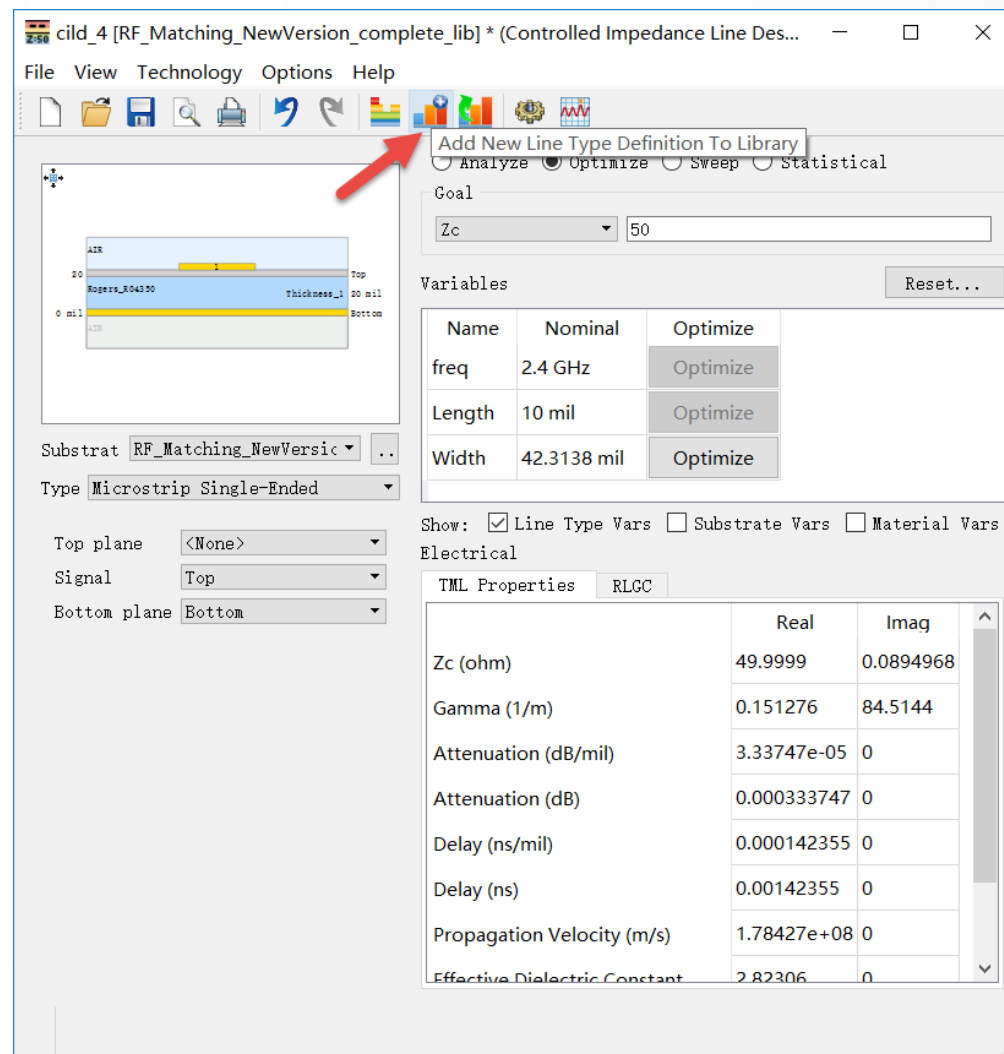 Z:50 cild_4 [RF_Matching_NewVersion_complete_lib] * (Controlled Impedance Line Des...
File View Technology Options Help
Add New Line Type Definition To Library
Analyze Optimize Sweep Statistical
Goal
Zc 50
AIR
1
20 Top
Rogers_RO4350 Thickness_1 20 mil
0 mil Bottom
AIR
Variables Reset...
Name Nominal Optimize
freq 2.4 GHz Optimize
Length 10 mil Optimize
Width 42.3138 mil Optimize
Substrat RF_Matching_NewVersic ..
Type Microstrip Single-Ended
Top plane <None>
Signal Top
Bottom plane Bottom
Show: Line Type Vars Substrate Vars Material Vars
Electrical
TML Properties RLGC
Real Imag
Zc (ohm) 49.9999 0.0894968
Gamma (1/m) 0.151276 84.5144
Attenuation (dB/mil) 3.33747e-05 0
Attenuation (dB) 0.000333747 0
Delay (ns/mil) 0.000142355 0
Delay (ns) 0.00142355 0
Propagation Velocity (m/s) 1.78427e+08 0
Effective Dielectric Constant 2.82306 0